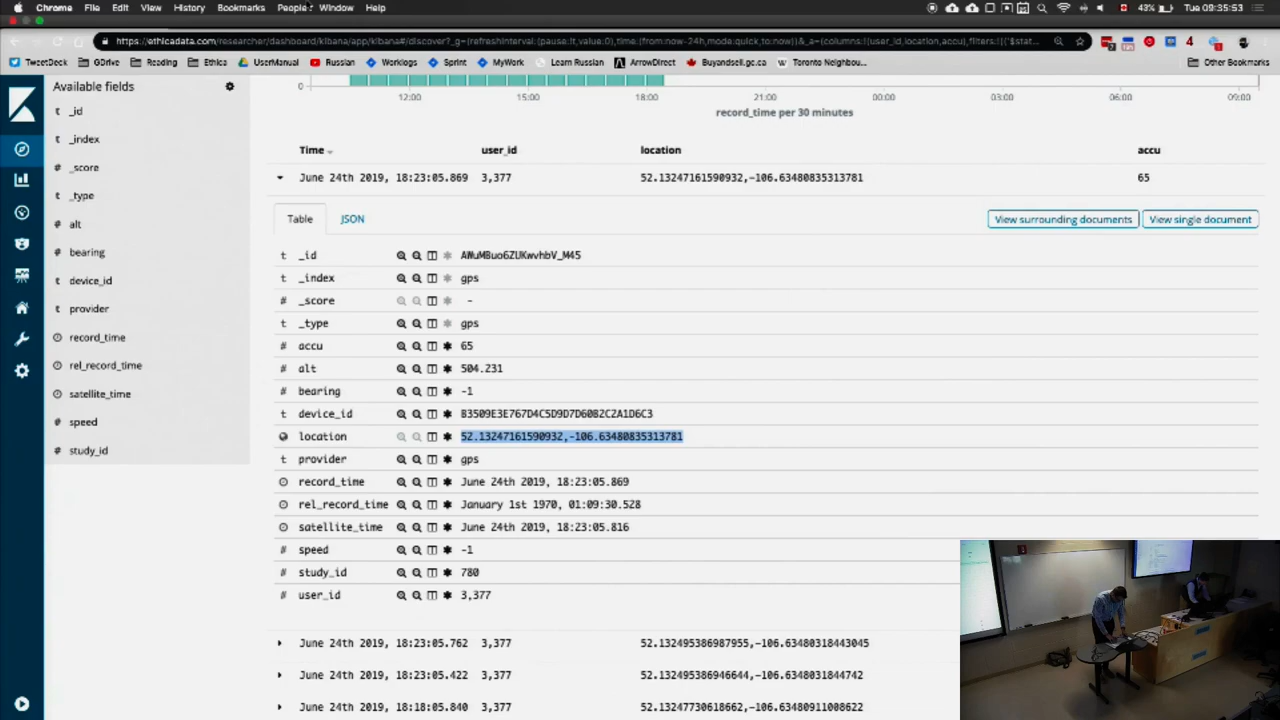 Chrome File Edit View History Bookmarks People Window Help 43% Tue 09:35:53
https://ethicadata.com/researcher/dashboard/kibana/app/kibana#/discover?_g=(refreshInterval:(pause:!t,value:0),time:(from:now-24h,mode:quick,to:now))&_a=(columns:!(user_id,location,accu),filters:!(('$stat...
TweetDeck GDrive Reading Ethica UserManual Russian Worklogs Sprint MyWork Learn Russian ArrowDirect Buyandsell.gc.ca Toronto Neighbou... Other Bookmarks
Available fields
_id
_index
_score
_type
alt
bearing
device_id
provider
record_time
rel_record_time
satellite_time
speed
study_id
0
12:00 15:00 18:00 21:00 00:00 03:00 06:00 09:00
record_time per 30 minutes
Time user_id location accu
June 24th 2019, 18:23:05.869 3,377 52.13247161590932,-106.63480835313781 65
Table JSON View surrounding documents View single document
t _id AWuMBuo6ZUKwvhbV_M45
t _index gps
# _score -
t _type gps
# accu 65
# alt 504.231
# bearing -1
t device_id B3509E3E767D4C5D9D7D60B2C2A1D6C3
location 52.13247161590932,-106.63480835313781
t provider gps
record_time June 24th 2019, 18:23:05.869
rel_record_time January 1st 1970, 01:09:30.528
satellite_time June 24th 2019, 18:23:05.816
# speed -1
# study_id 780
# user_id 3,377
June 24th 2019, 18:23:05.762 3,377 52.132495386987955,-106.63480318443045
June 24th 2019, 18:23:05.422 3,377 52.132495386946644,-106.6348031844742
June 24th 2019, 18:18:05.840 3,377 52.13247730618662,-106.63480911008622